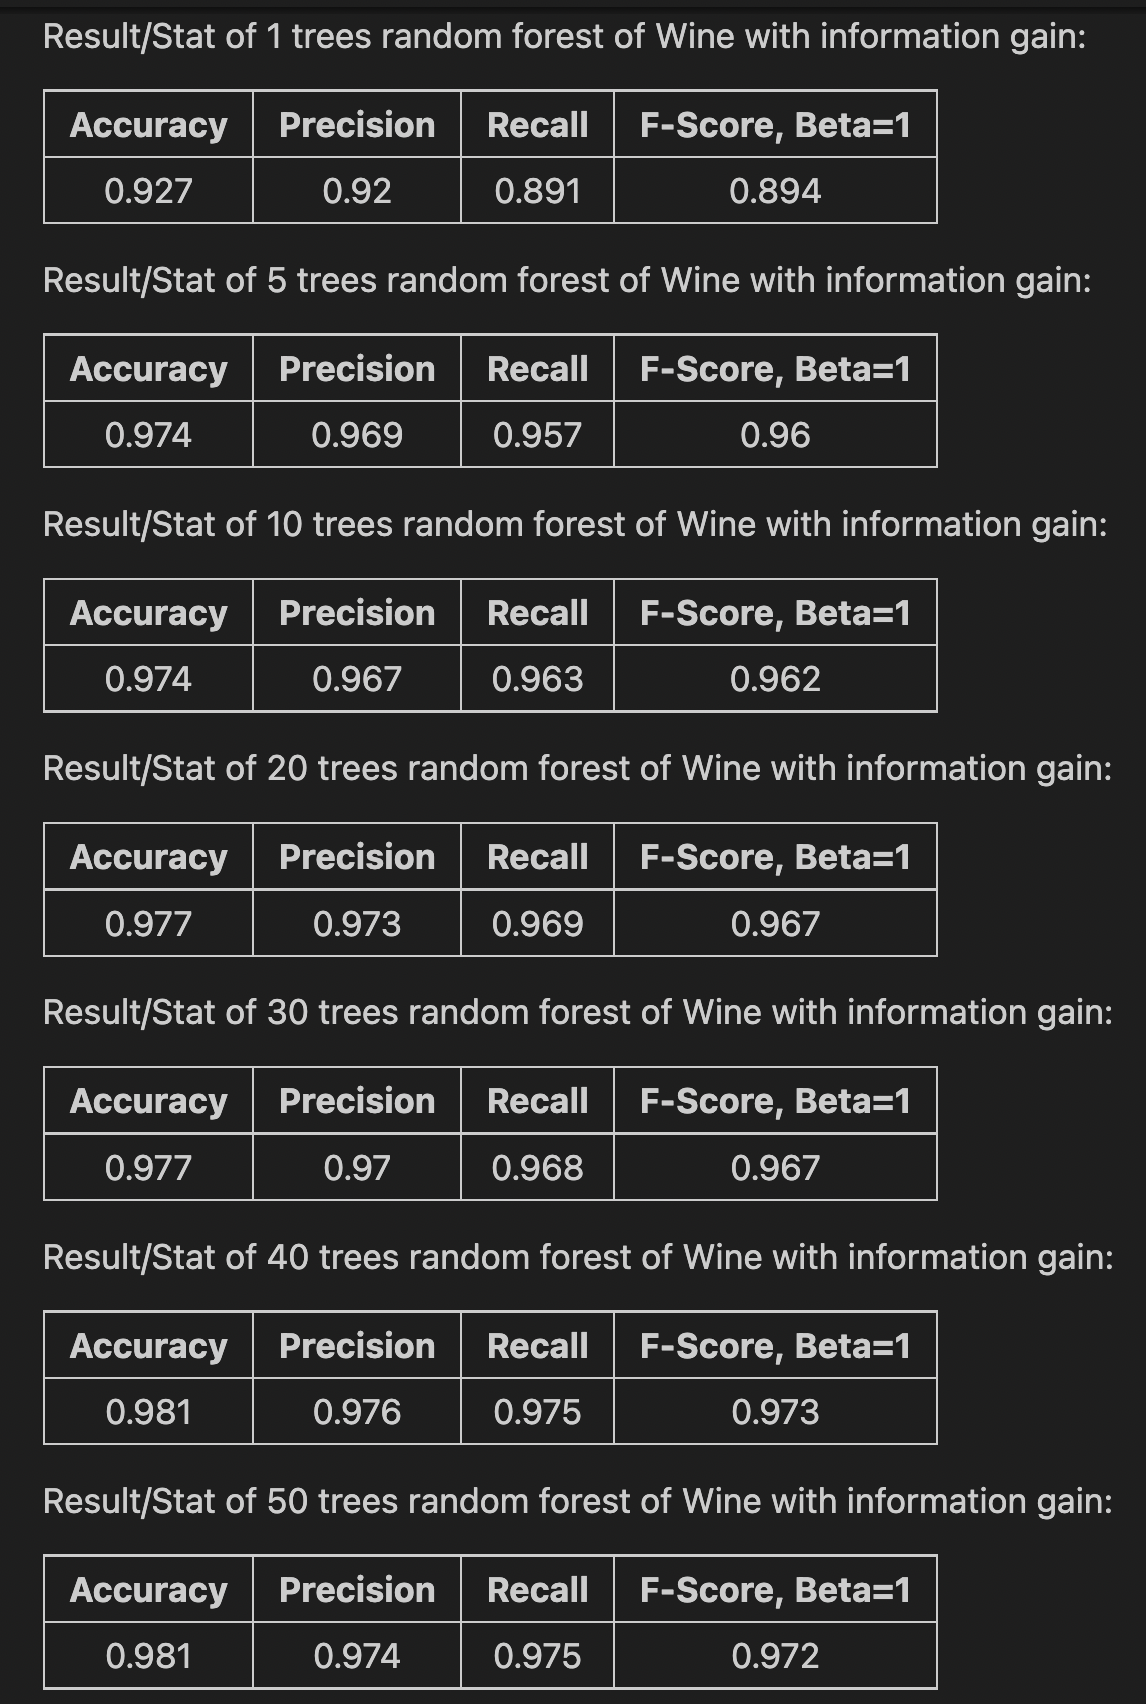 Result/Stat of 1 trees random forest of Wine with information gain:
Accuracy Precision Recall F-Score, Beta=1
0.927 0.92 0.891 0.894
Result/Stat of 5 trees random forest of Wine with information gain:
Accuracy Precision Recall F-Score, Beta=1
0.974 0.969 0.957 0.96
Result/Stat of 10 trees random forest of Wine with information gain:
Accuracy Precision Recall F-Score, Beta=1
0.974 0.967 0.963 0.962
Result/Stat of 20 trees random forest of Wine with information gain:
Accuracy Precision Recall F-Score, Beta=1
0.977 0.973 0.969 0.967
Result/Stat of 30 trees random forest of Wine with information gain:
Accuracy Precision Recall F-Score, Beta=1
0.977 0.97 0.968 0.967
Result/Stat of 40 trees random forest of Wine with information gain:
Accuracy Precision Recall F-Score, Beta=1
0.981 0.976 0.975 0.973
Result/Stat of 50 trees random forest of Wine with information gain:
Accuracy Precision Recall F-Score, Beta=1
0.981 0.974 0.975 0.972